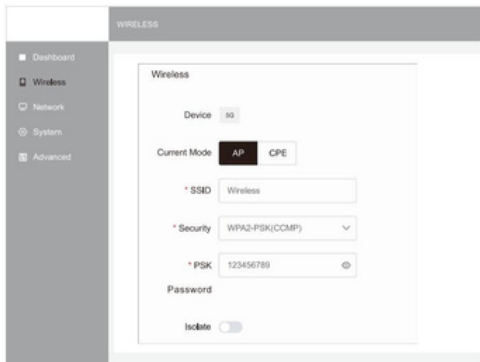 WIRELESS
Dashboard
Wireless
Network
System
Advanced
Wireless
Device 5G
Current Mode AP CPE
* SSID Wireless
* Security WPA2-PSK(CCMP)
* PSK 123456789
Password
Isolate